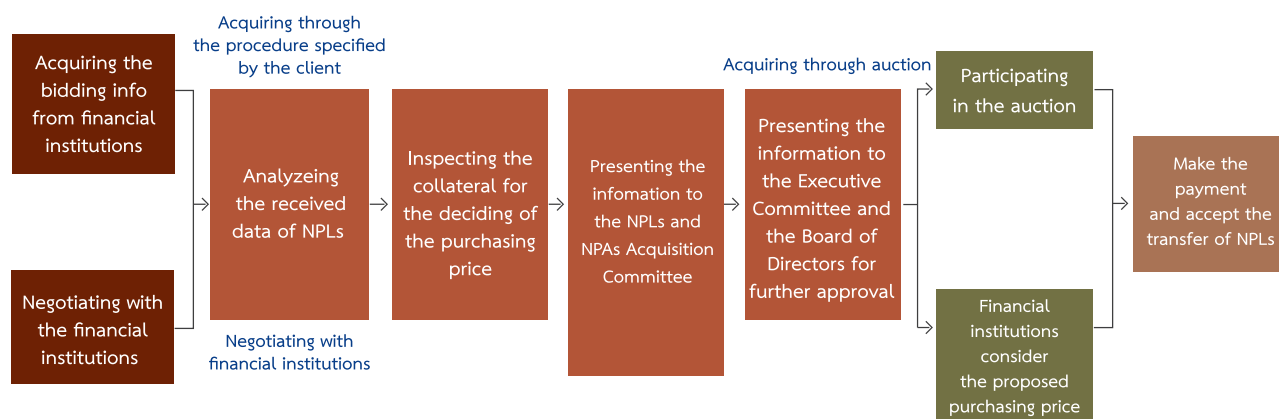 Acquiring the
bidding info
from financial
institutions
Negotiating with
the financial
institutions
Acquiring through
the procedure specified
by the client
Analyzeing
the received
data of NPLs
Negotiating with
financial institutions
Inspecting the
collateral for
the deciding of
the purchasing
price
Presenting the
infomation to
the NPLs and
NPAs Acquisition
Committee
Acquiring through auction
Presenting the
information to
the Executive
Committee and
the Board of
Directors for
further approval
Participating
in the auction
Financial
institutions
consider
the proposed
purchasing price
Make the
payment
and accept the
transfer of NPLs